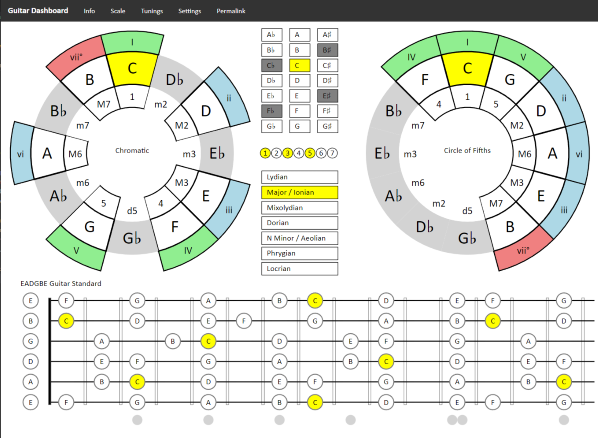 Guitar Dashboard Info Scale Tunings Settings Permalink
I
vii°
C
B
D♭
ii
B♭
M7
1
m2
D
m7
M2
vi
A
M6
Chromatic
m3
E♭
m6
M3
A♭
5
d5
4
E
iii
G
G♭
F
V
IV
A♭ A A♯
B♭ B B♯
C♭ C C♯
D♭ D D♯
E♭ E E♯
F♭ F F♯
G♭ G G♯
1 2 3 4 5 6 7
Lydian
Major / Ionian
Mixolydian
Dorian
N Minor / Aeolian
Phrygian
Locrian
I
IV
V
C
F
G
B♭
4
1
5
D
ii
m7
M2
E♭
m3
Circle of Fifths
M6
A
vi
m6
M3
A♭
m2
d5
M7
E
iii
D♭
G♭
B
vii°
EADGBE Guitar Standard
E F G A B C D E F G
B C D E F G A B C D
G A B C D E F G A
D E F G A B C D E F
A B C D E F G A B C
E F G A B C D E F G